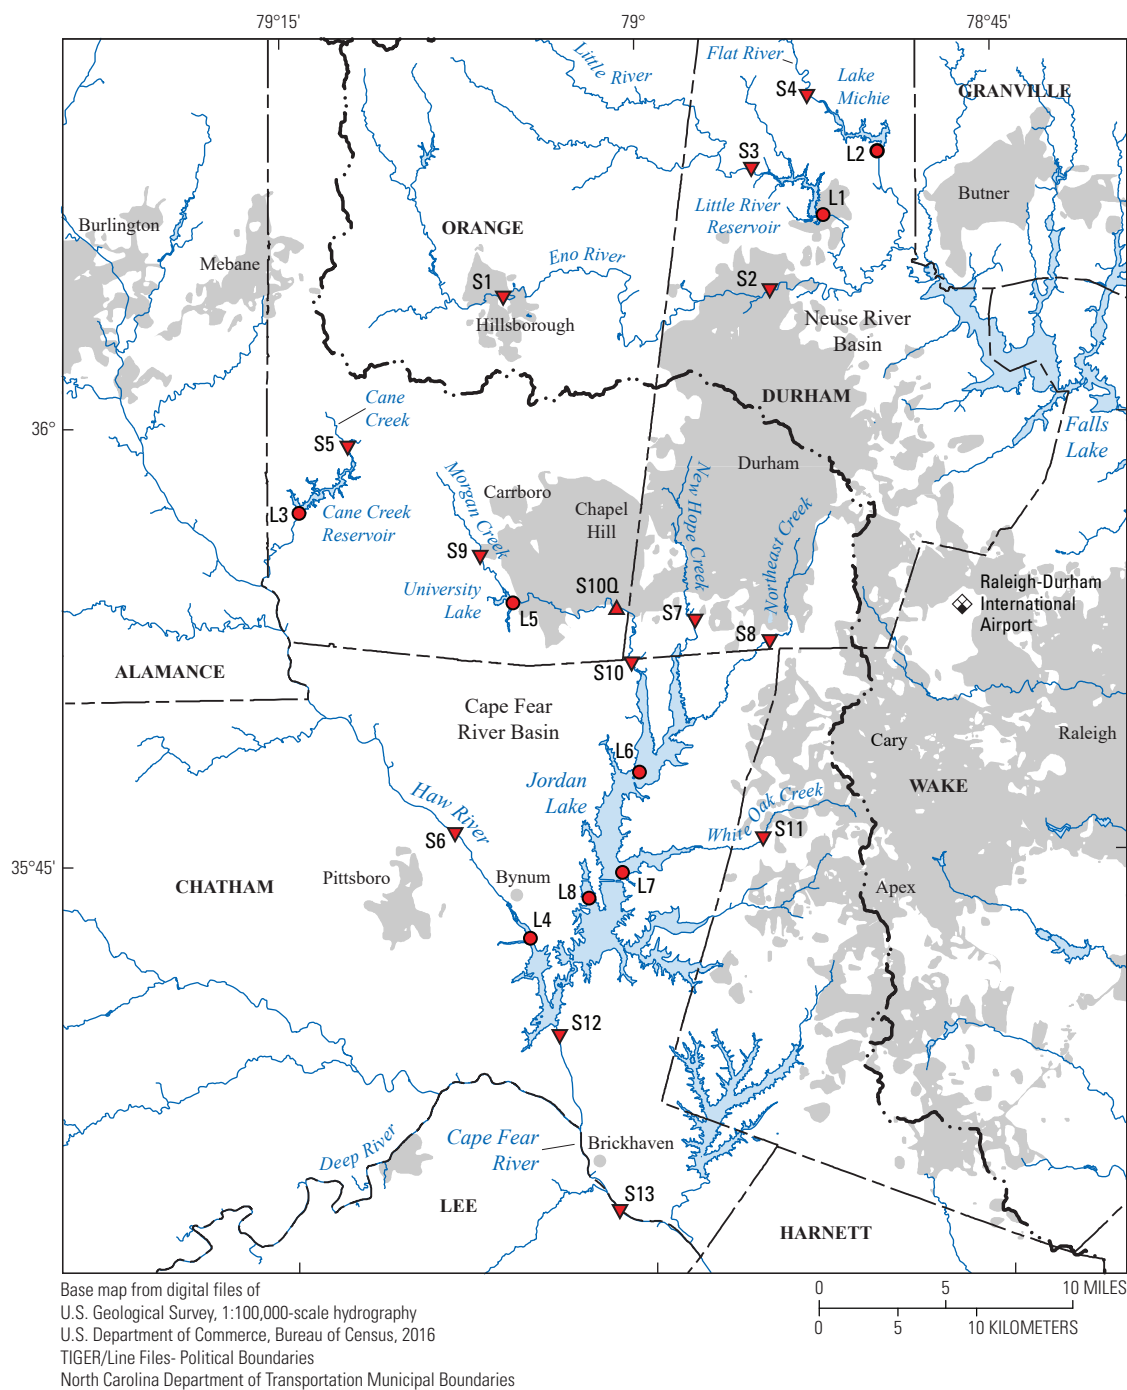 79°15'
79°
78°45'
Flat River
Little
River
Lake
Michie
S4
GRANVILLE
L2
S3
Butner
L1
Little River
Reservoir
Burlington
ORANGE
Mebane
Eno River
S1
S2
Hillsborough
Neuse River
Basin
DURHAM
Cane
Creek
Falls
Lake
36°
S5
Durham
Morgan Creek
New Hope Creek
Carrboro
Chapel
Hill
L3
Cane Creek
Reservoir
Northeast Creek
S9
University
Lake
S10Q
L5
S7
S8
Raleigh-Durham
International
Airport
ALAMANCE
S10
Cape Fear
River Basin
Cary
Raleigh
L6
Jordan
Lake
WAKE
Haw River
White Oak Creek
S6
S11
35°45'
CHATHAM
Pittsboro
Bynum
L7
L8
Apex
L4
S12
Cape Fear
River
Brickhaven
Deep River
LEE
S13
HARNETT
Base map from digital files of
U.S. Geological Survey, 1:100,000-scale hydrography
U.S. Department of Commerce, Bureau of Census, 2016
TIGER/Line Files- Political Boundaries
North Carolina Department of Transportation Municipal Boundaries
0 5 10 MILES
0 5 10 KILOMETERS